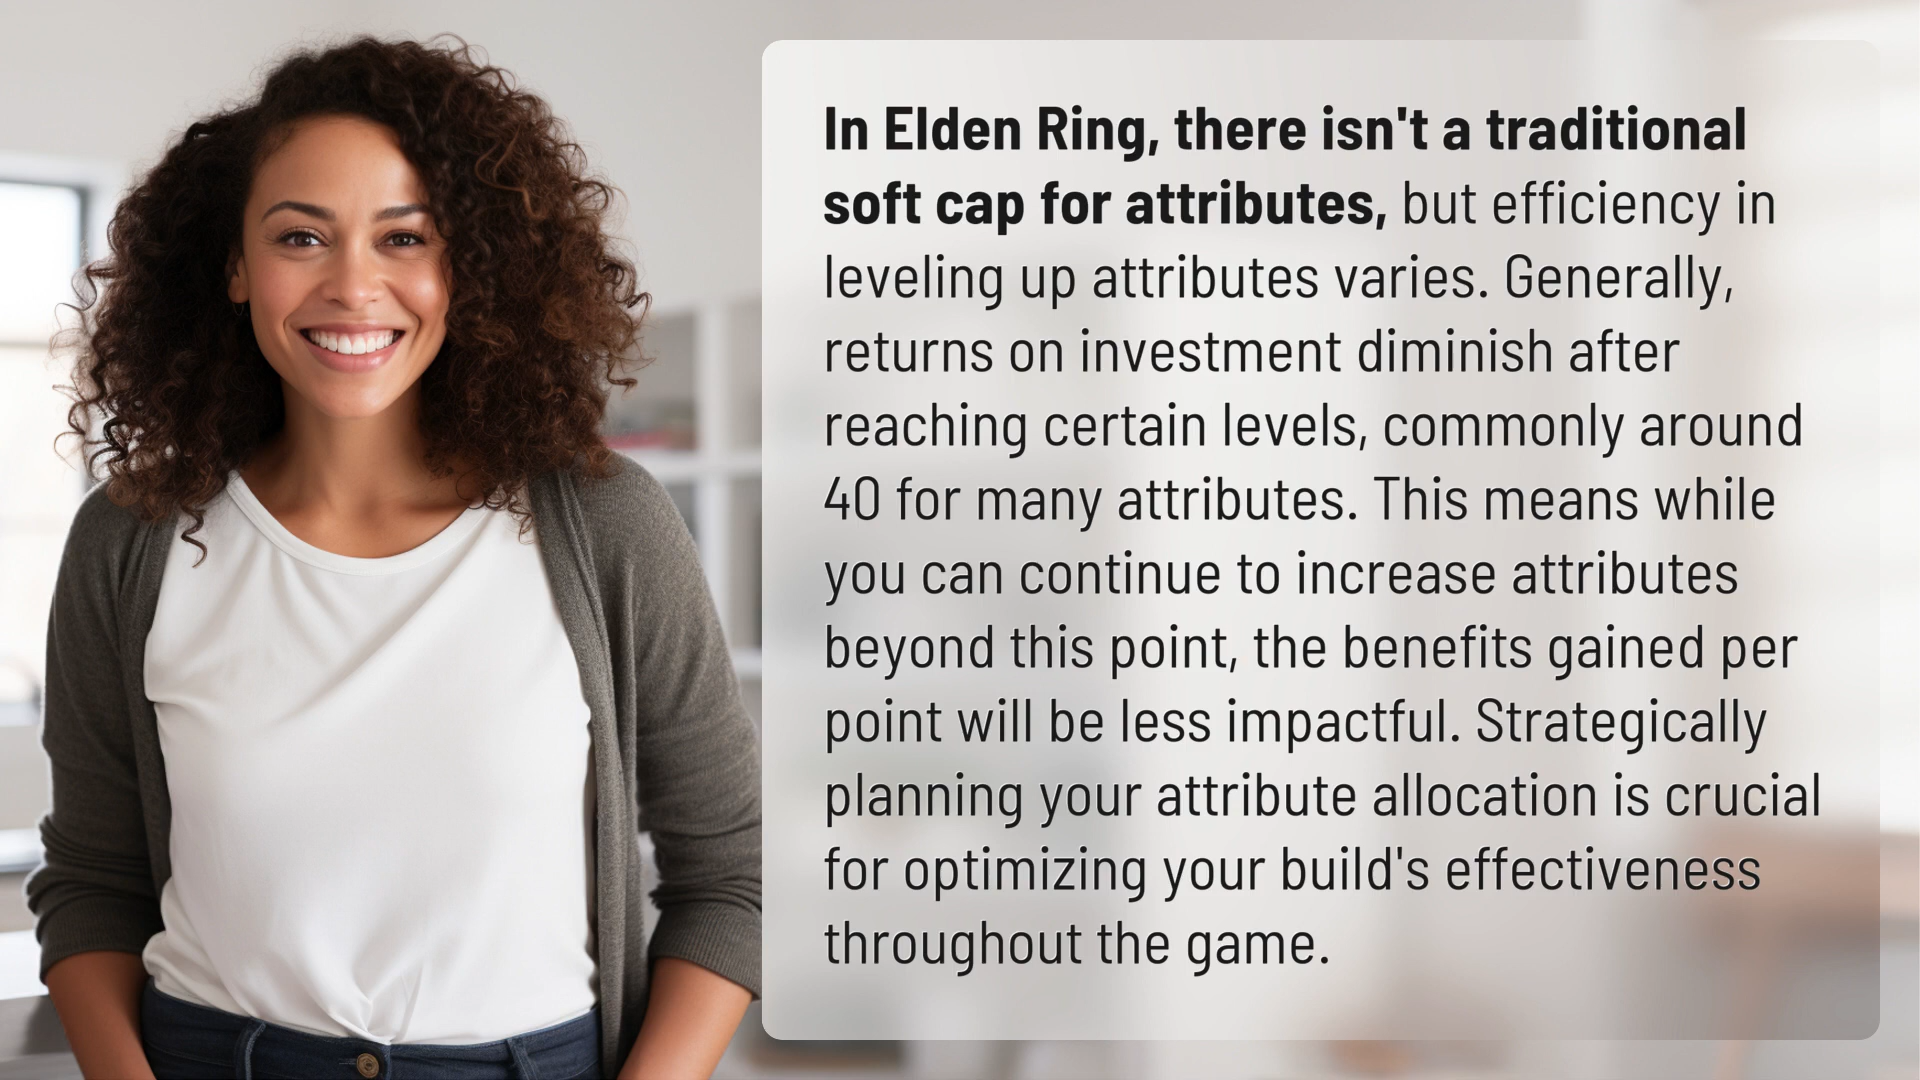 In Elden Ring, there isn't a traditional
soft cap for attributes, but efficiency in
leveling up attributes varies. Generally,
returns on investment diminish after
reaching certain levels, commonly around
40 for many attributes. This means while
you can continue to increase attributes
beyond this point, the benefits gained per
point will be less impactful. Strategically
planning your attribute allocation is crucial
for optimizing your build's effectiveness
throughout the game.